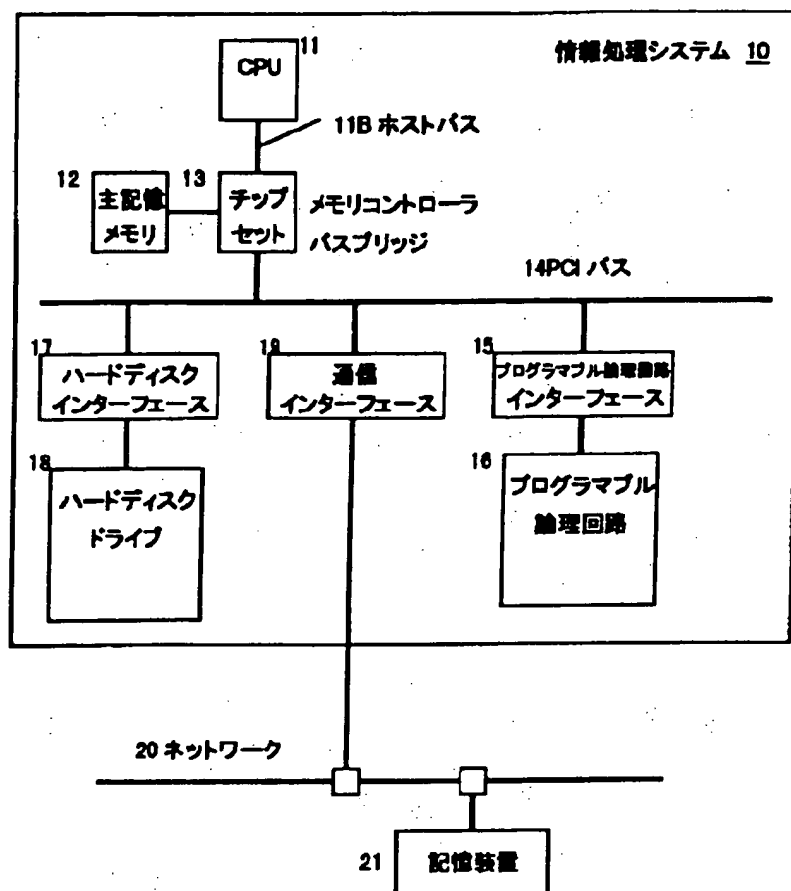 情報処理システム 10
11
CPU
11B ホストバス
12
主記憶
メモリ
13
チップ
セット
メモリコントローラ
バスブリッジ
14PCI バス
17
ハードディスク
インターフェース
19
通信
インターフェース
15
プログラマブル論理回路
インターフェース
18
ハードディスク
ドライブ
16
プログラマブル
論理回路
20 ネットワーク
21
記憶装置